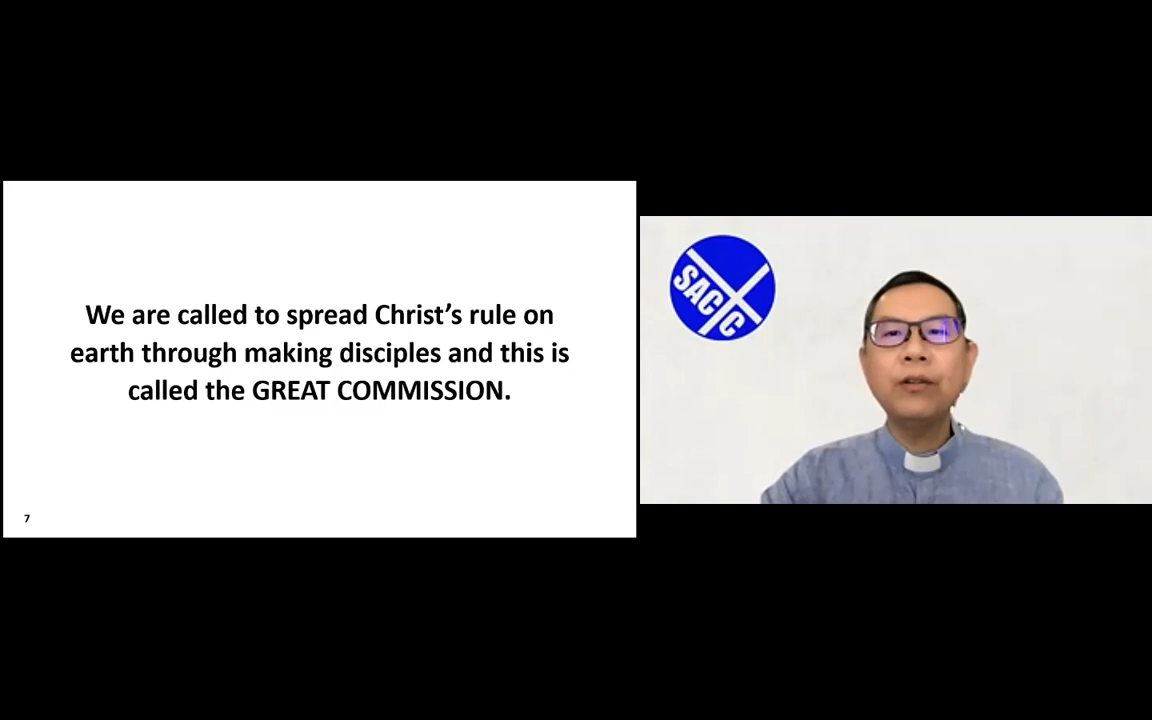 We are called to spread Christ's rule on
earth through making disciples and this is
called the GREAT COMMISSION.
7
SACC